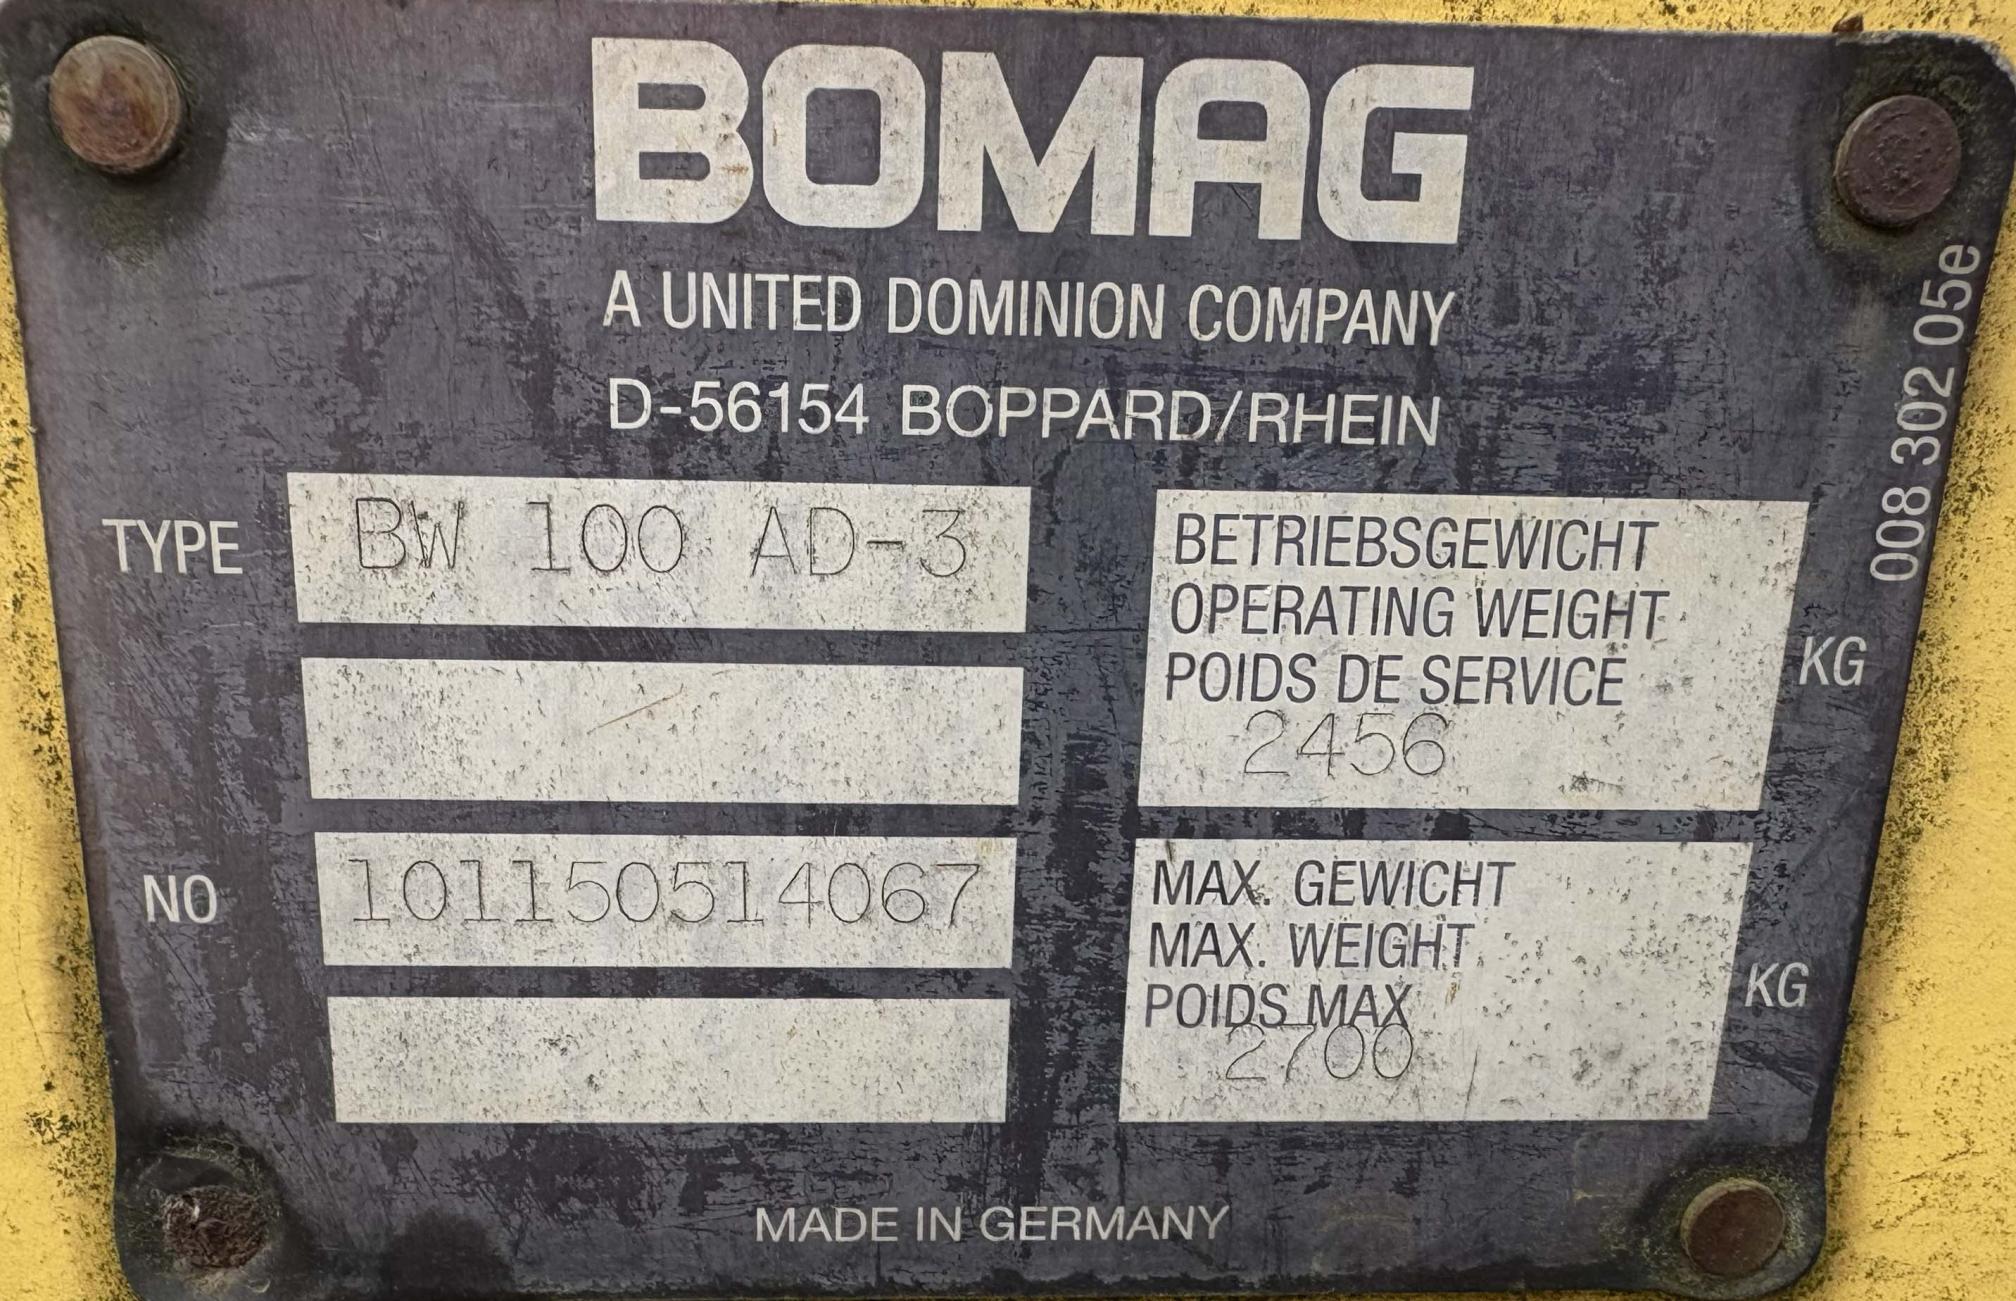 BOMAG
A UNITED DOMINION COMPANY
D-56154 BOPPARD/RHEIN
008 302 05e
TYPE BW 100 AD-3
NO 101150514067
BETRIEBSGEWICHT
OPERATING WEIGHT
POIDS DE SERVICE
2456 KG
MAX. GEWICHT
MAX. WEIGHT
POIDS MAX
2700 KG
MADE IN GERMANY